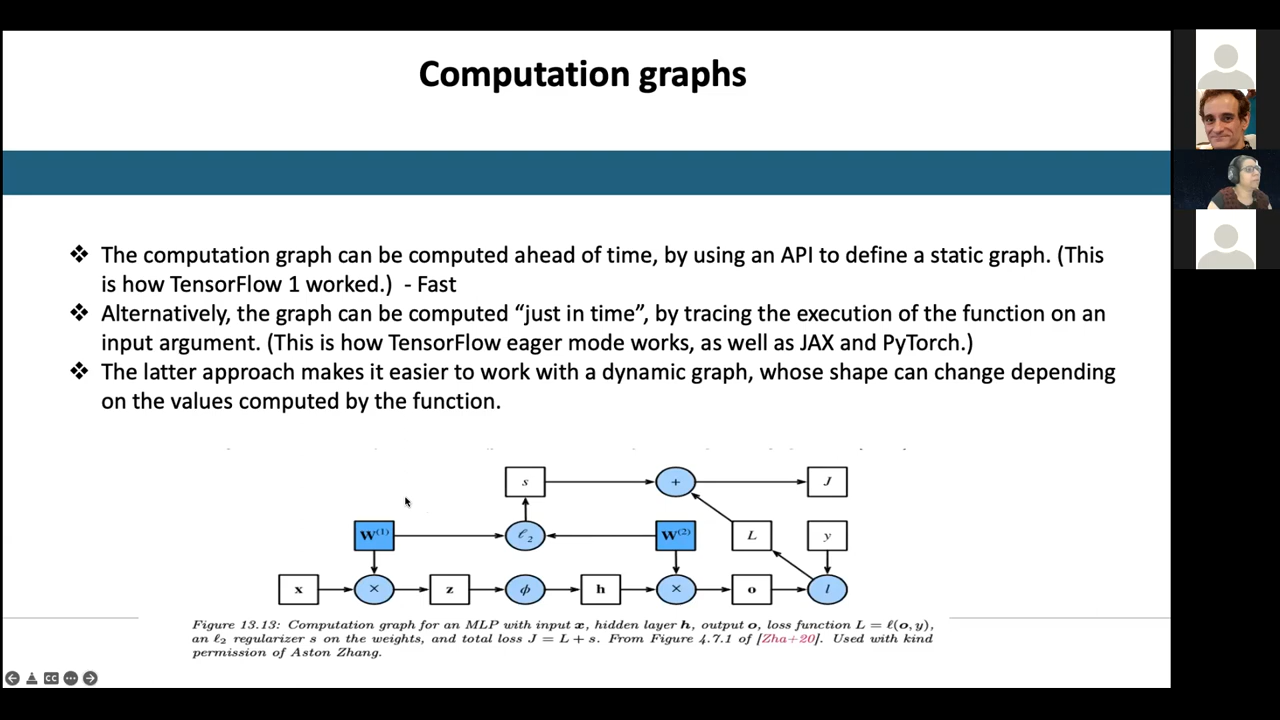 Computation graphs
❖ The computation graph can be computed ahead of time, by using an API to define a static graph. (This
is how TensorFlow 1 worked.)  - Fast
❖ Alternatively, the graph can be computed “just in time”, by tracing the execution of the function on an
input argument. (This is how TensorFlow eager mode works, as well as JAX and PyTorch.)
❖ The latter approach makes it easier to work with a dynamic graph, whose shape can change depending
on the values computed by the function.
s + J
W⁽¹⁾ ℓ₂ W⁽²⁾ L y
x × z ϕ h × o l
Figure 13.13: Computation graph for an MLP with input x, hidden layer h, output o, loss function L = ℓ(o, y),
an ℓ₂ regularizer s on the weights, and total loss J = L + s. From Figure 4.7.1 of [Zha+20]. Used with kind
permission of Aston Zhang.
CC